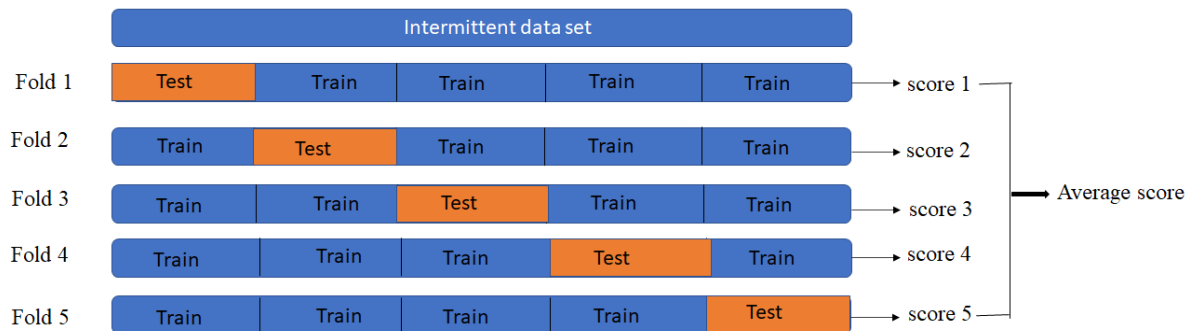 Intermittent data set
Fold 1 Test Train Train Train Train score 1
Fold 2 Train Test Train Train Train score 2
Fold 3 Train Train Test Train Train score 3
Average score
Fold 4 Train Train Train Test Train score 4
Fold 5 Train Train Train Train Test score 5